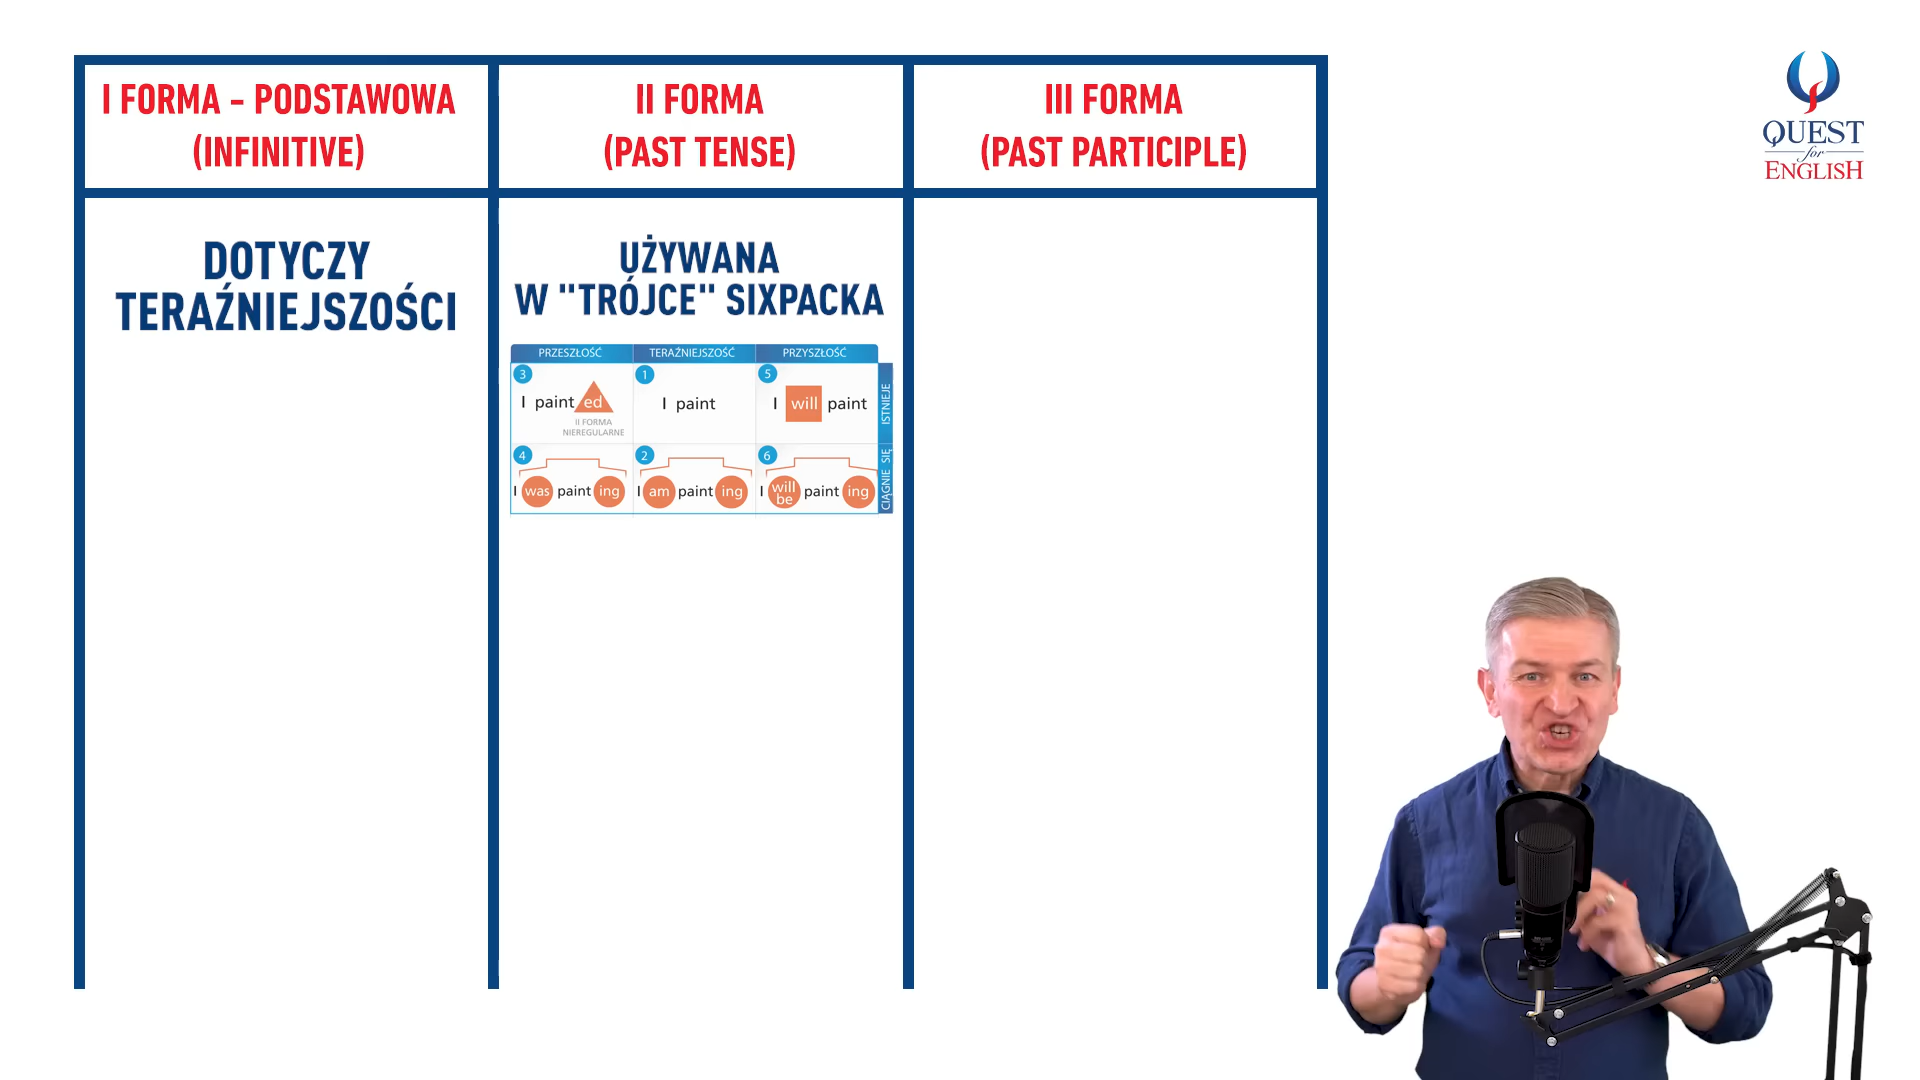 I FORMA - PODSTAWOWA
(INFINITIVE)
II FORMA
(PAST TENSE)
III FORMA
(PAST PARTICIPLE)
QUEST
for
ENGLISH
DOTYCZY
TERAŹNIEJSZOŚCI
UŻYWANA
W "TRÓJCE" SIXPACKA
PRZESZŁOŚĆ
TERAŹNIEJSZOŚĆ
PRZYSZŁOŚĆ
3
I paint ed
II FORMA
NIEREGULARNE
1
I paint
5
I will paint
ISTNIEJE
4
I was paint ing
2
I am paint ing
6
I will be paint ing
CIĄGNIE SIĘ